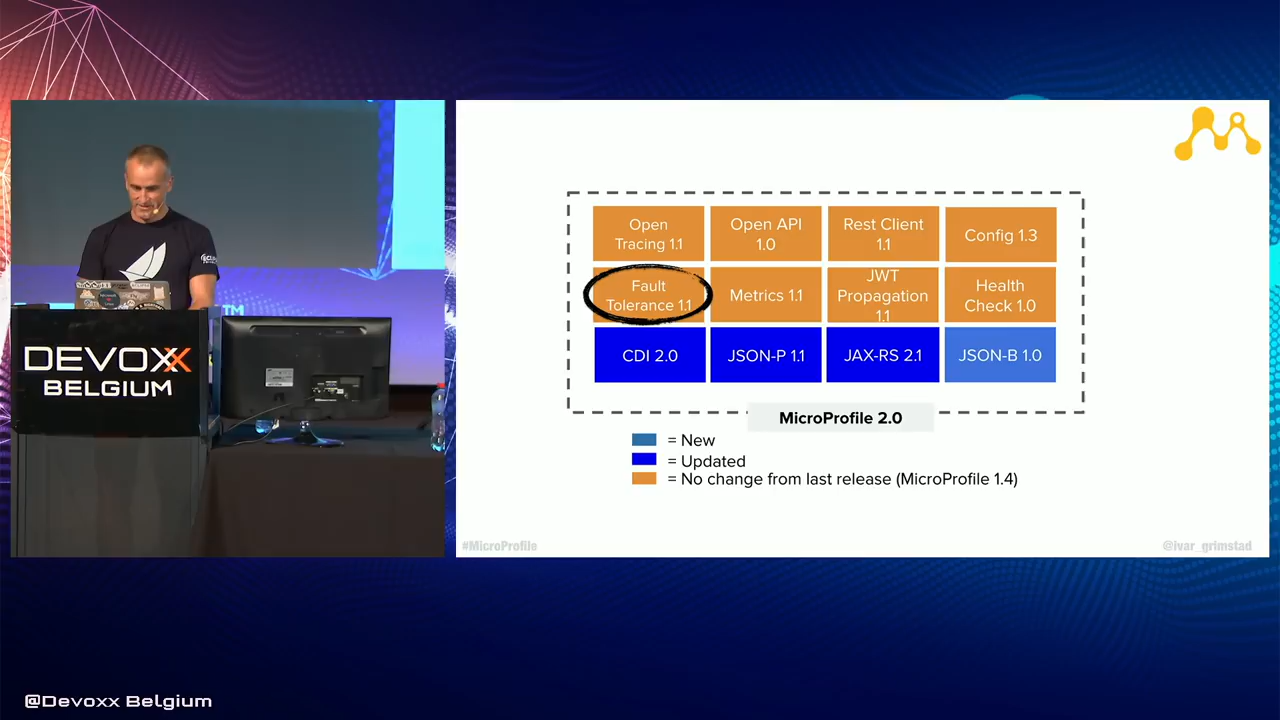 DEVOXX
BELGIUM
Open
Tracing 1.1
Open API
1.0
Rest Client
1.1
Config 1.3
Fault
Tolerance 1.1
Metrics 1.1
JWT
Propagation
1.1
Health
Check 1.0
CDI 2.0
JSON-P 1.1
JAX-RS 2.1
JSON-B 1.0
MicroProfile 2.0
= New
= Updated
= No change from last release (MicroProfile 1.4)
#MicroProfile
@ivar_grimstad
@Devoxx Belgium